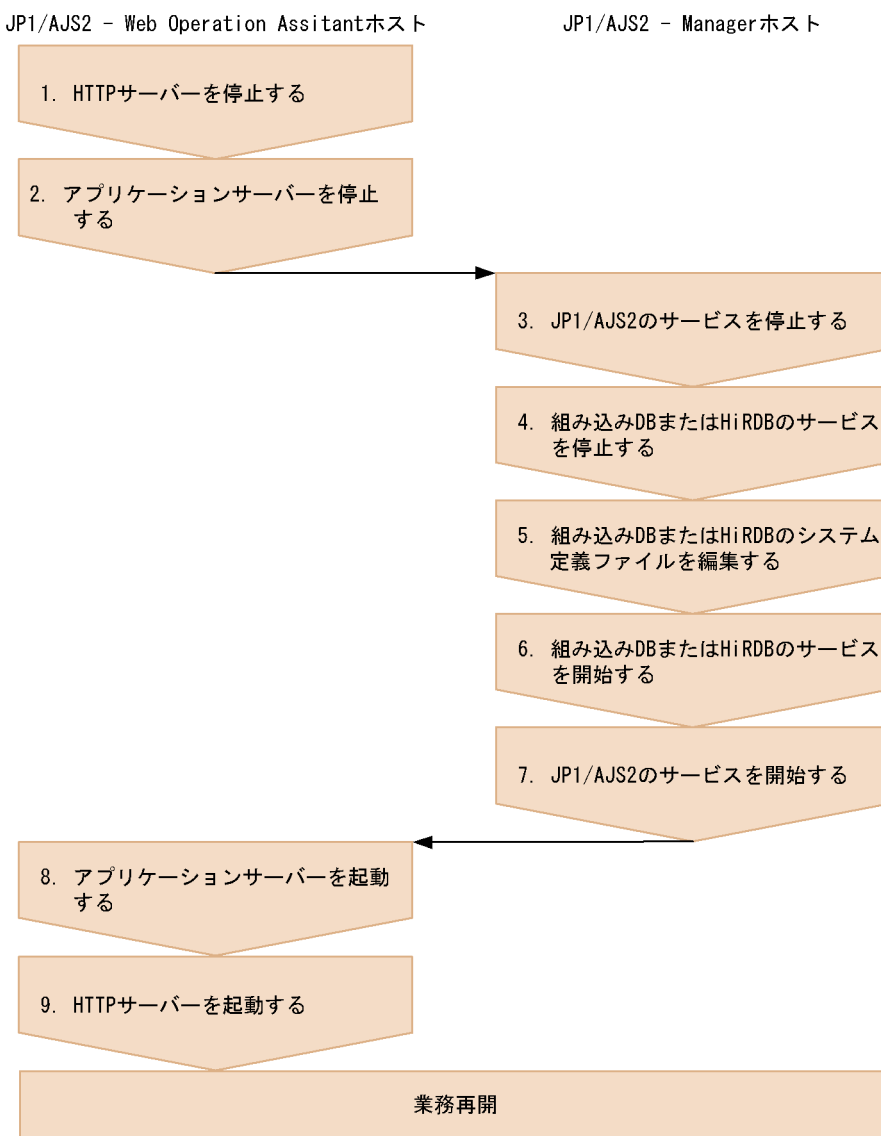 JP1/AJS2 - Web Operation Assitantホスト
JP1/AJS2 - Managerホスト
1. HTTPサーバーを停止する
2. アプリケーションサーバーを停止
する
3. JP1/AJS2のサービスを停止する
4. 組み込みDBまたはHiRDBのサービス
を停止する
5. 組み込みDBまたはHiRDBのシステム
定義ファイルを編集する
6. 組み込みDBまたはHiRDBのサービス
を開始する
7. JP1/AJS2のサービスを開始する
8. アプリケーションサーバーを起動
する
9. HTTPサーバーを起動する
業務再開